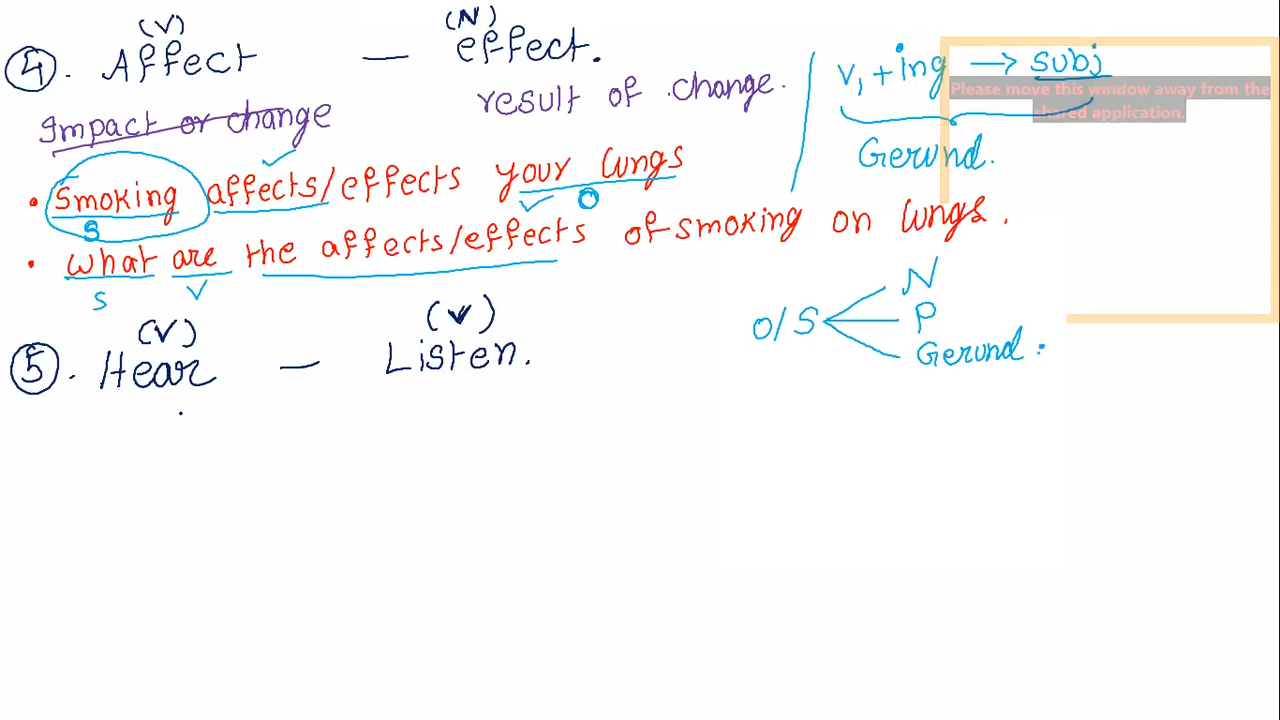 (V) (N)
④. Affect — effect.
Impact or change
result of change.
• Smoking affects/effects your lungs
S O
• What are the affects/effects of smoking on lungs.
S V
(V) (V)
⑤. Hear — Listen.
V₁ + ing → Subj
Gerund.
O/S
N
P
Gerund.
Please move this window away from the
shared application.